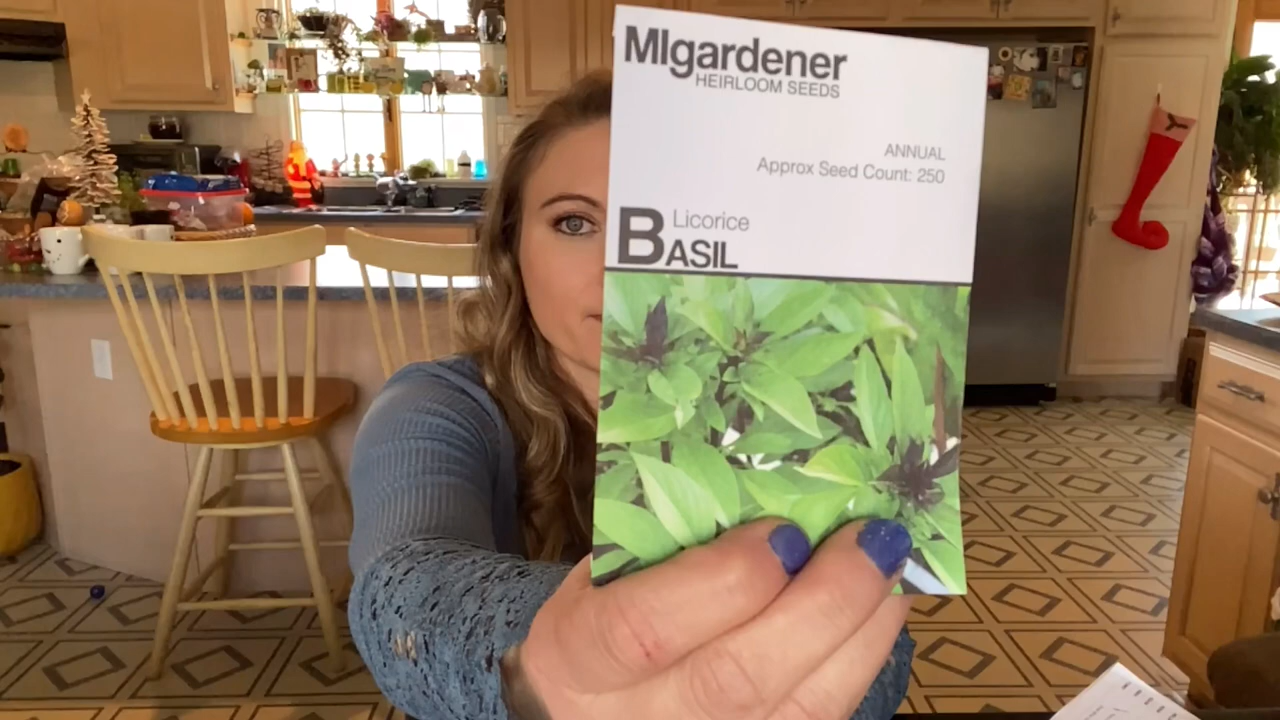 MIgardener
HEIRLOOM SEEDS
ANNUAL
Approx Seed Count: 250
Licorice
BASIL